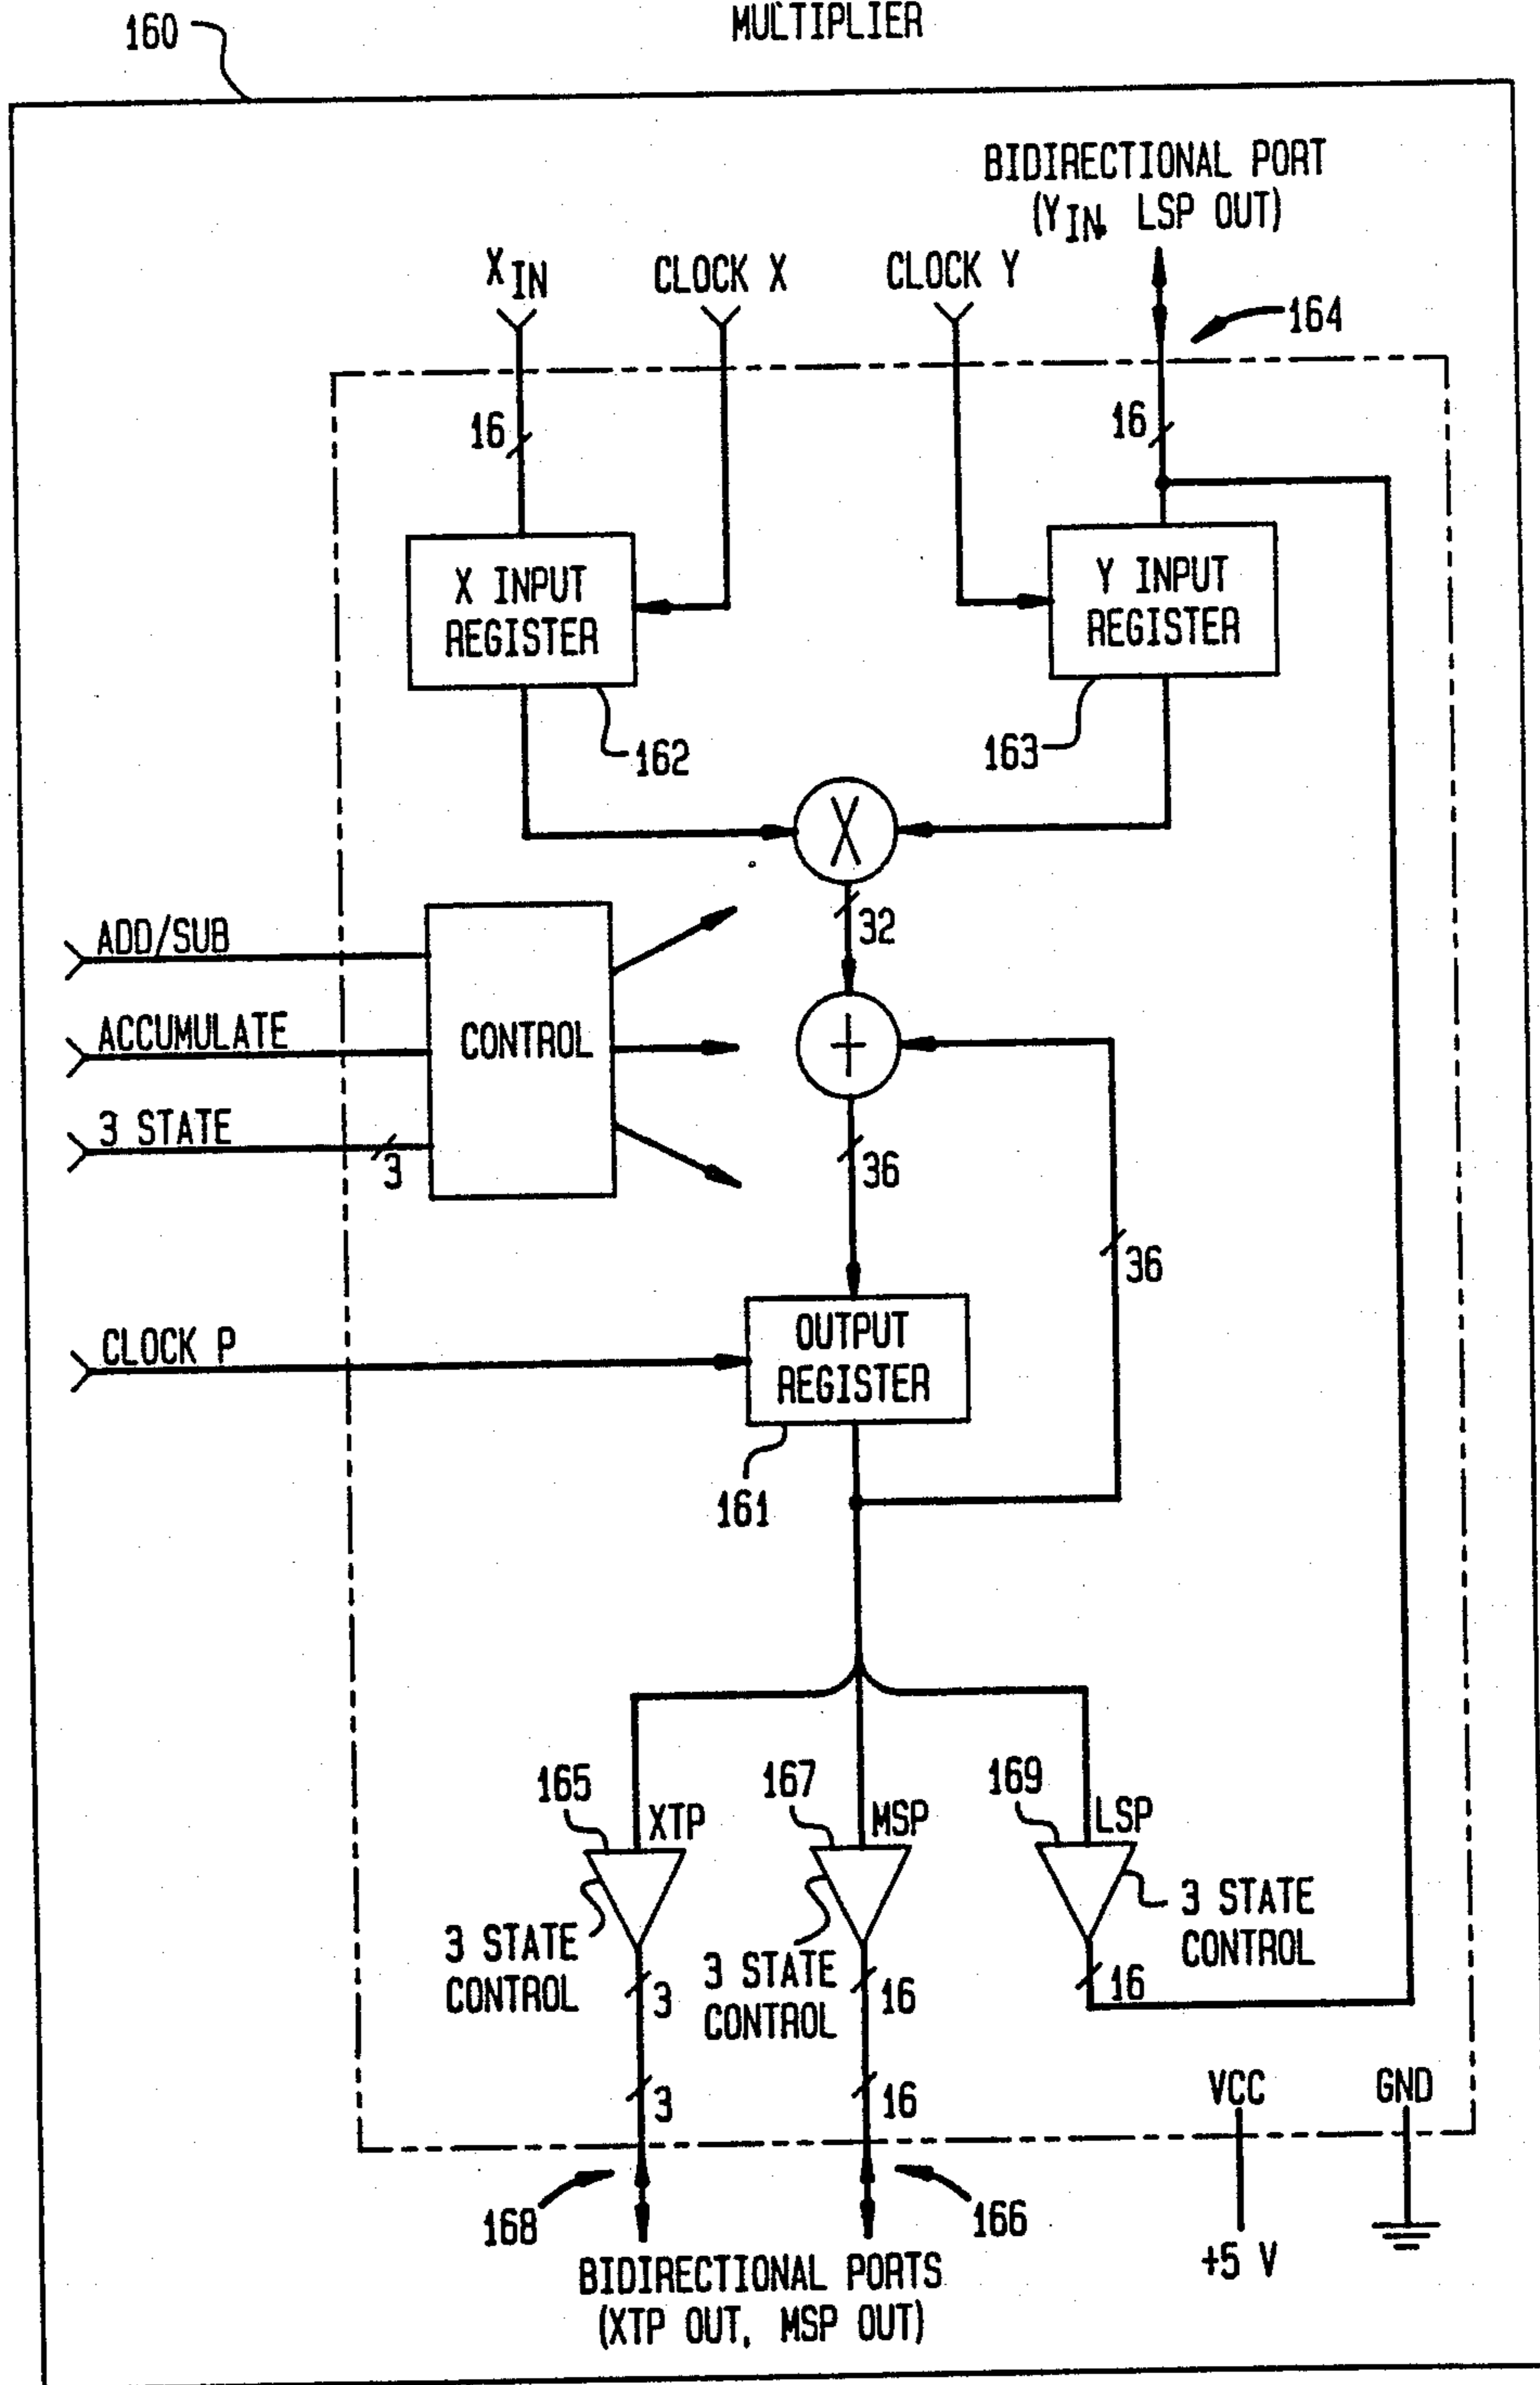 MULTIPLIER
160
BIDIRECTIONAL PORT
(YIN, LSP OUT)
XIN
CLOCK X
CLOCK Y
164
16
16
X INPUT
REGISTER
Y INPUT
REGISTER
162
163
X
32
ADD/SUB
ACCUMULATE
3 STATE
3
CONTROL
+
36
36
CLOCK P
OUTPUT
REGISTER
161
165
XTP
167
MSP
169
LSP
3 STATE
CONTROL
3 STATE
CONTROL
3 STATE
CONTROL
3
16
16
3
16
VCC
GND
168
166
+5 V
BIDIRECTIONAL PORTS
(XTP OUT, MSP OUT)